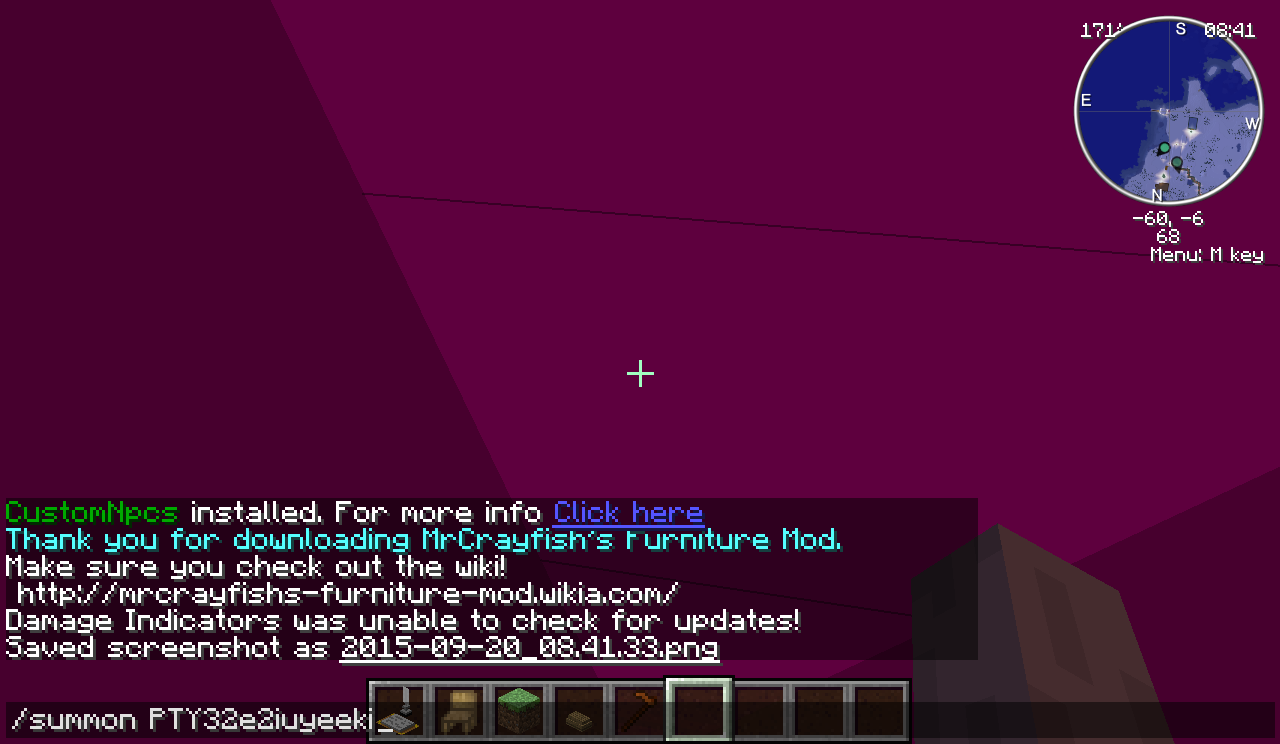 171°
S
08:41
E
W
N
-60, -6
68
Menu: M key
CustomNpcs installed. For more info Click here
Thank you for downloading MrCrayfish's Furniture Mod.
Make sure you check out the wiki!
http://mrcrayfishs-furniture-mod.wikia.com/
Damage Indicators was unable to check for updates!
Saved screenshot as 2015-09-20_08.41.33.png
/summon PTY32e2iuyeeki_